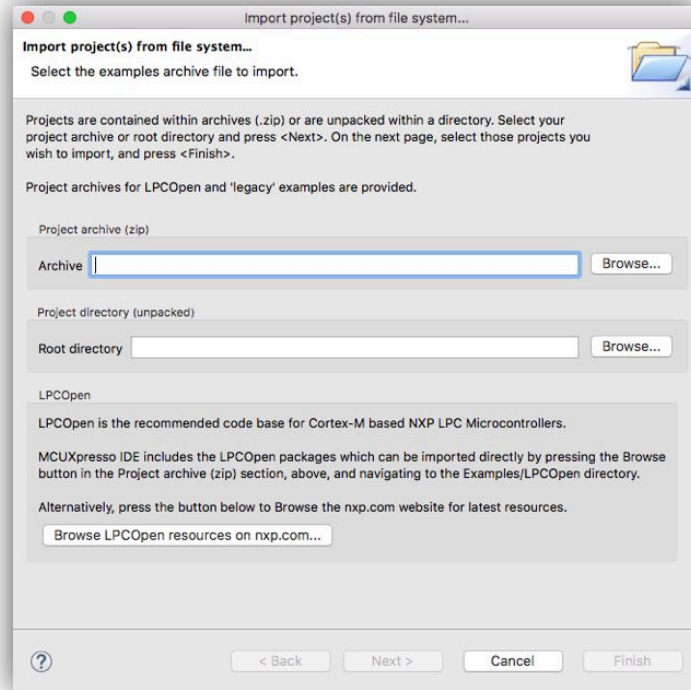 Import project(s) from file system...
Import project(s) from file system...
Select the examples archive file to import.
Projects are contained within archives (.zip) or are unpacked within a directory. Select your
project archive or root directory and press <Next>. On the next page, select those projects you
wish to import, and press <Finish>.
Project archives for LPCOpen and 'legacy' examples are provided.
Project archive (zip)
Archive Browse...
Project directory (unpacked)
Root directory Browse...
LPCOpen
LPCOpen is the recommended code base for Cortex-M based NXP LPC Microcontrollers.
MCUXpresso IDE includes the LPCOpen packages which can be imported directly by pressing the Browse
button in the Project archive (zip) section, above, and navigating to the Examples/LPCOpen directory.
Alternatively, press the button below to Browse the nxp.com website for latest resources.
Browse LPCOpen resources on nxp.com...
? < Back Next > Cancel Finish